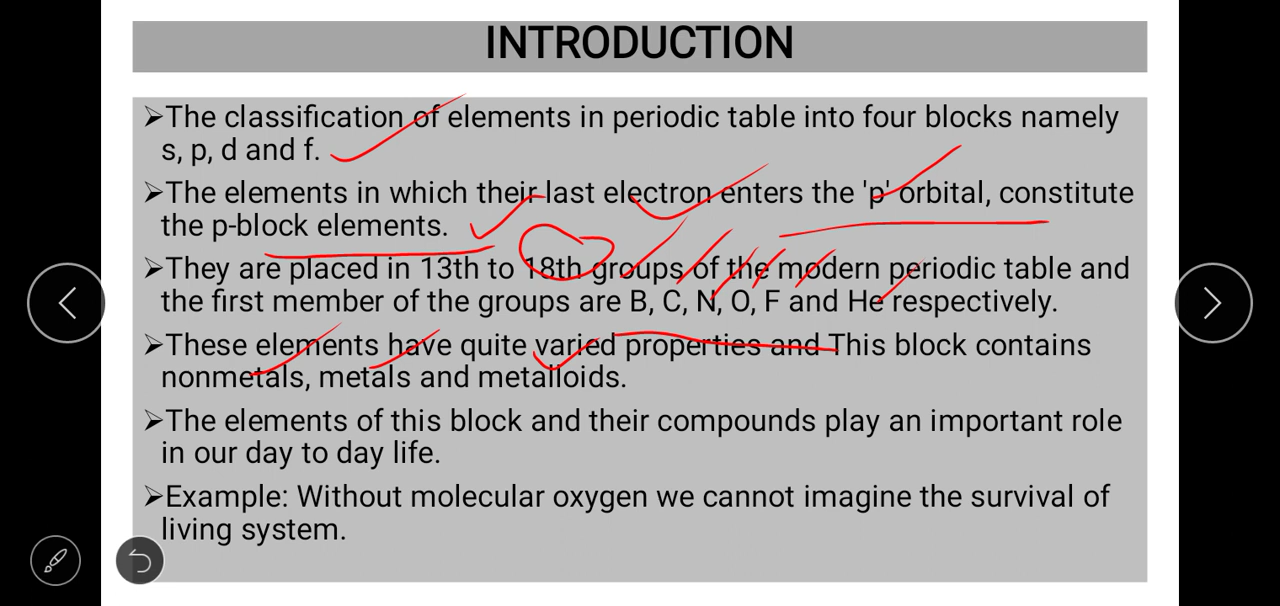 INTRODUCTION
➢The classification of elements in periodic table into four blocks namely
s, p, d and f.
➢The elements in which their last electron enters the 'p' orbital, constitute
the p-block elements.
➢They are placed in 13th to 18th groups of the modern periodic table and
the first member of the groups are B, C, N, O, F and He respectively.
➢These elements have quite varied properties and This block contains
nonmetals, metals and metalloids.
➢The elements of this block and their compounds play an important role
in our day to day life.
➢Example: Without molecular oxygen we cannot imagine the survival of
living system.